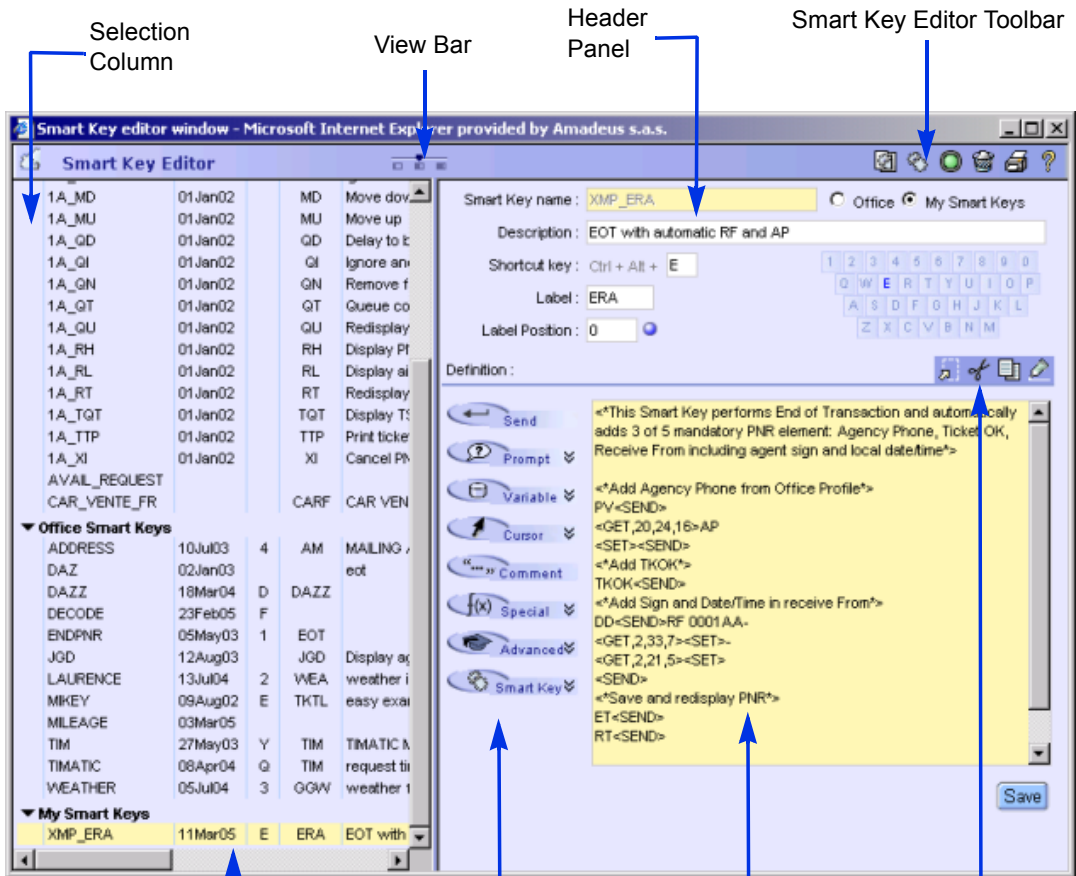 Selection
Column
View Bar
Header
Panel
Smart Key Editor Toolbar
Smart Key editor window - Microsoft Internet Explorer provided by Amadeus s.a.s.
Smart Key Editor
1A_MD 01Jan02 MD Move dov
1A_MU 01Jan02 MU Move up
1A_QD 01Jan02 QD Delay to b
1A_QI 01Jan02 QI Ignore and
1A_QN 01Jan02 QN Remove f
1A_QT 01Jan02 QT Queue co
1A_QU 01Jan02 QU Redisplay
1A_RH 01Jan02 RH Display PN
1A_RL 01Jan02 RL Display ai
1A_RT 01Jan02 RT Redisplay
1A_TQT 01Jan02 TQT Display TS
1A_TTP 01Jan02 TTP Print ticke
1A_XI 01Jan02 XI Cancel PN
AVAIL_REQUEST
CAR_VENTE_FR CARF CAR VEN
Office Smart Keys
ADDRESS 10Jul03 4 AM MAILING
DAZ 02Jan03 eot
DAZZ 18Mar04 D DAZZ
DECODE 23Feb05 F
ENDPNR 05May03 1 EOT
JGD 12Aug03 JGD Display ag
LAURENCE 13Jul04 2 WEA weather i
MIKEY 09Aug02 E TKTL easy exa
MILEAGE 03Mar05
TIM 27May03 Y TIM TIMATIC
TIMATIC 08Apr04 Q TIM request ti
WEATHER 05Jul04 3 GGW weather
My Smart Keys
XMP_ERA 11Mar05 E ERA EOT with
Smart Key name : XMP_ERA Office My Smart Keys
Description : EOT with automatic RF and AP
Shortcut key : Ctrl + Alt + E
Label : ERA
Label Position : 0
1 2 3 4 5 6 7 8 9 0
Q W E R T Y U I O P
A S D F G H J K L
Z X C V B N M
Definition :
Send
Prompt
Variable
Cursor
"...." Comment
f(x) Special
Advanced
Smart Key
<*This Smart Key performs End of Transaction and automatically
adds 3 of 5 mandatory PNR element: Agency Phone, Ticket OK,
Receive From including agent sign and local date/time*>
<*Add Agency Phone from Office Profile*>
PV<SEND>
<GET,20,24,16>AP
<SET><SEND>
<*Add TKOK*>
TKOK<SEND>
<*Add Sign and Date/Time in receive From*>
DD<SEND>RF 0001AA-
<GET,2,33,7><SET>-
<GET,2,21,5><SET>
<SEND>
<*Save and redisplay PNR*>
ET<SEND>
RT<SEND>
Save